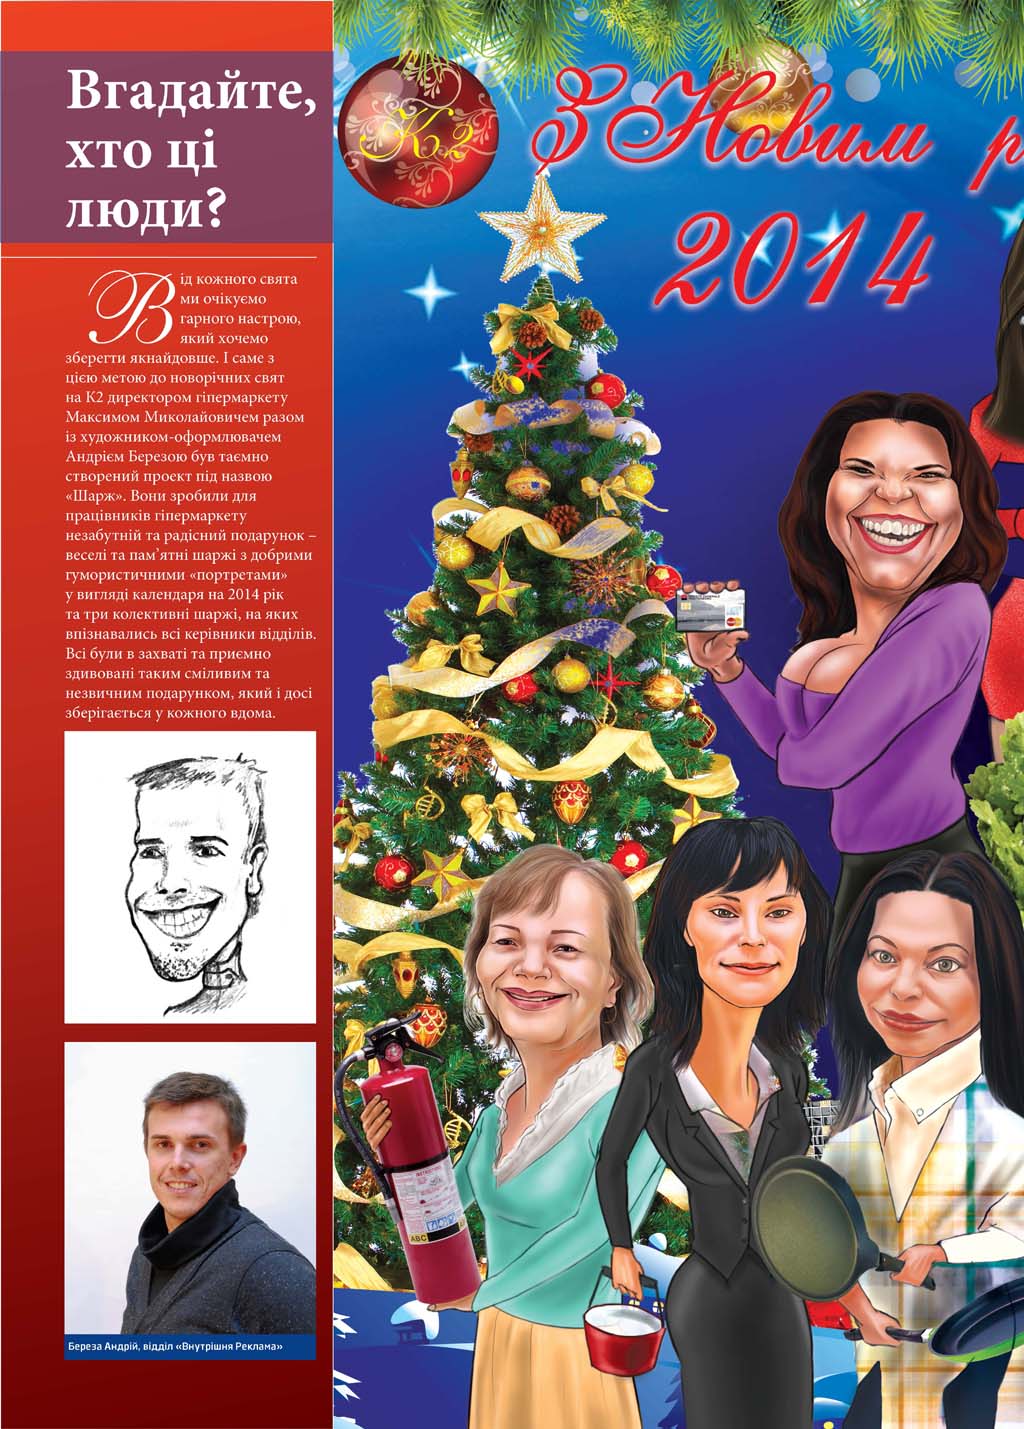 Вгадайте,
хто ці
люди?
Від кожного свята
ми очікуємо
гарного настрою,
який хочемо
зберегти якнайдовше. І саме з
цією метою до новорічних свят
на К2 директором гіпермаркету
Максимом Миколайовичем разом
із художником-оформлювачем
Андрієм Березою був таємно
створений проект під назвою
«Шарж». Вони зробили для
працівників гіпермаркету
незабутній та радісний подарунок –
веселі та пам'ятні шаржі з добрими
гумористичними «портретами»
у вигляді календаря на 2014 рік
та три колективні шаржі, на яких
впізнавались всі керівники відділів.
Всі були в захваті та приємно
здивовані таким сміливим та
незвичним подарунком, який і досі
зберігається у кожного вдома.
Береза Андрій, відділ «Внутрішня Реклама»
К2
З Новим р
2014
ABC